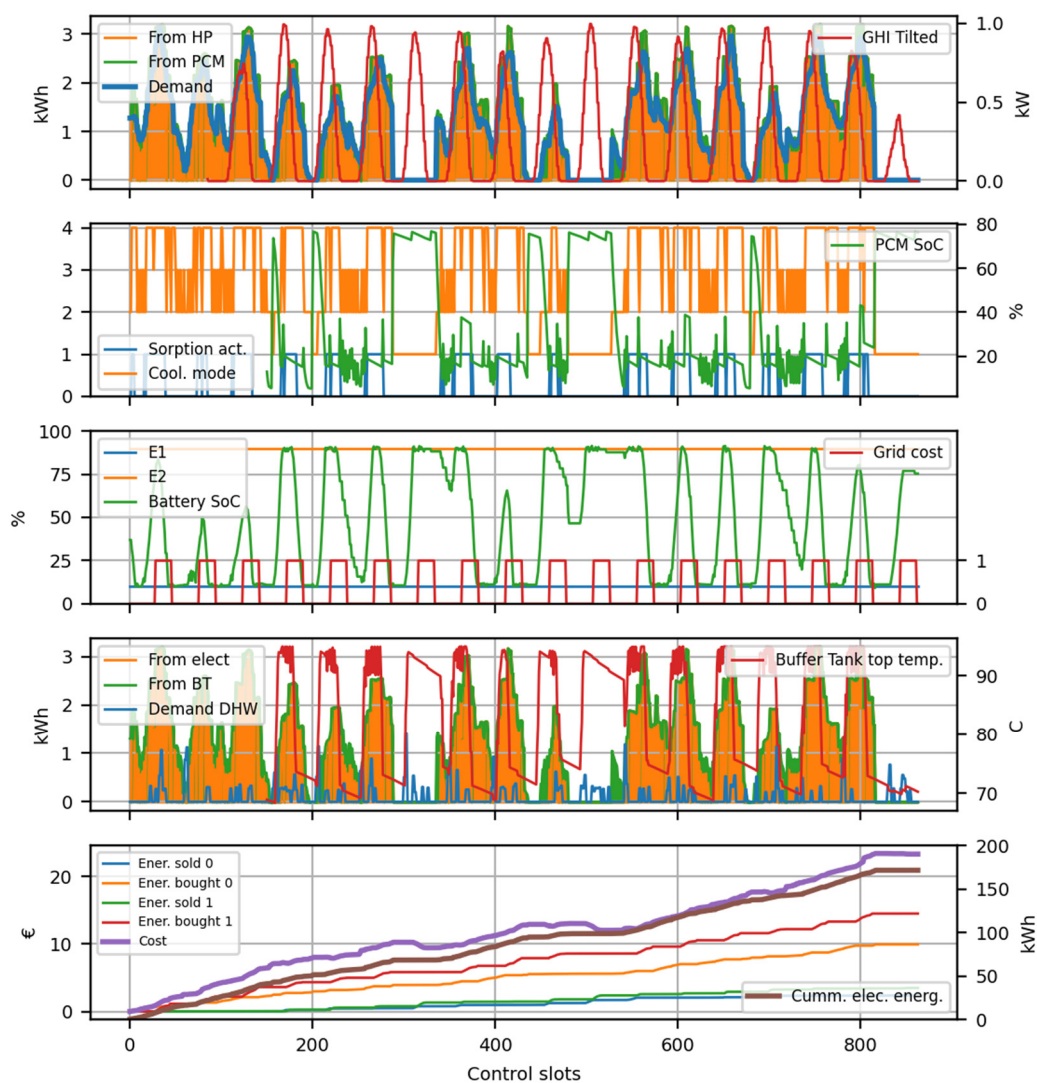 From HP
From PCM
Demand
GHI Tilted
kWh
kW
3
2
1
0
1.0
0.5
0.0
PCM SoC
Sorption act.
Cool. mode
%
4
3
2
1
0
80
60
40
20
E1
E2
Battery SoC
Grid cost
%
100
75
50
25
0
1
0
From elect
From BT
Demand DHW
Buffer Tank top temp.
kWh
C
3
2
1
0
90
80
70
Ener. sold 0
Ener. bought 0
Ener. sold 1
Ener. bought 1
Cost
Cumm. elec. energ.
€
kWh
20
10
0
200
150
100
50
0
0 200 400 600 800
Control slots